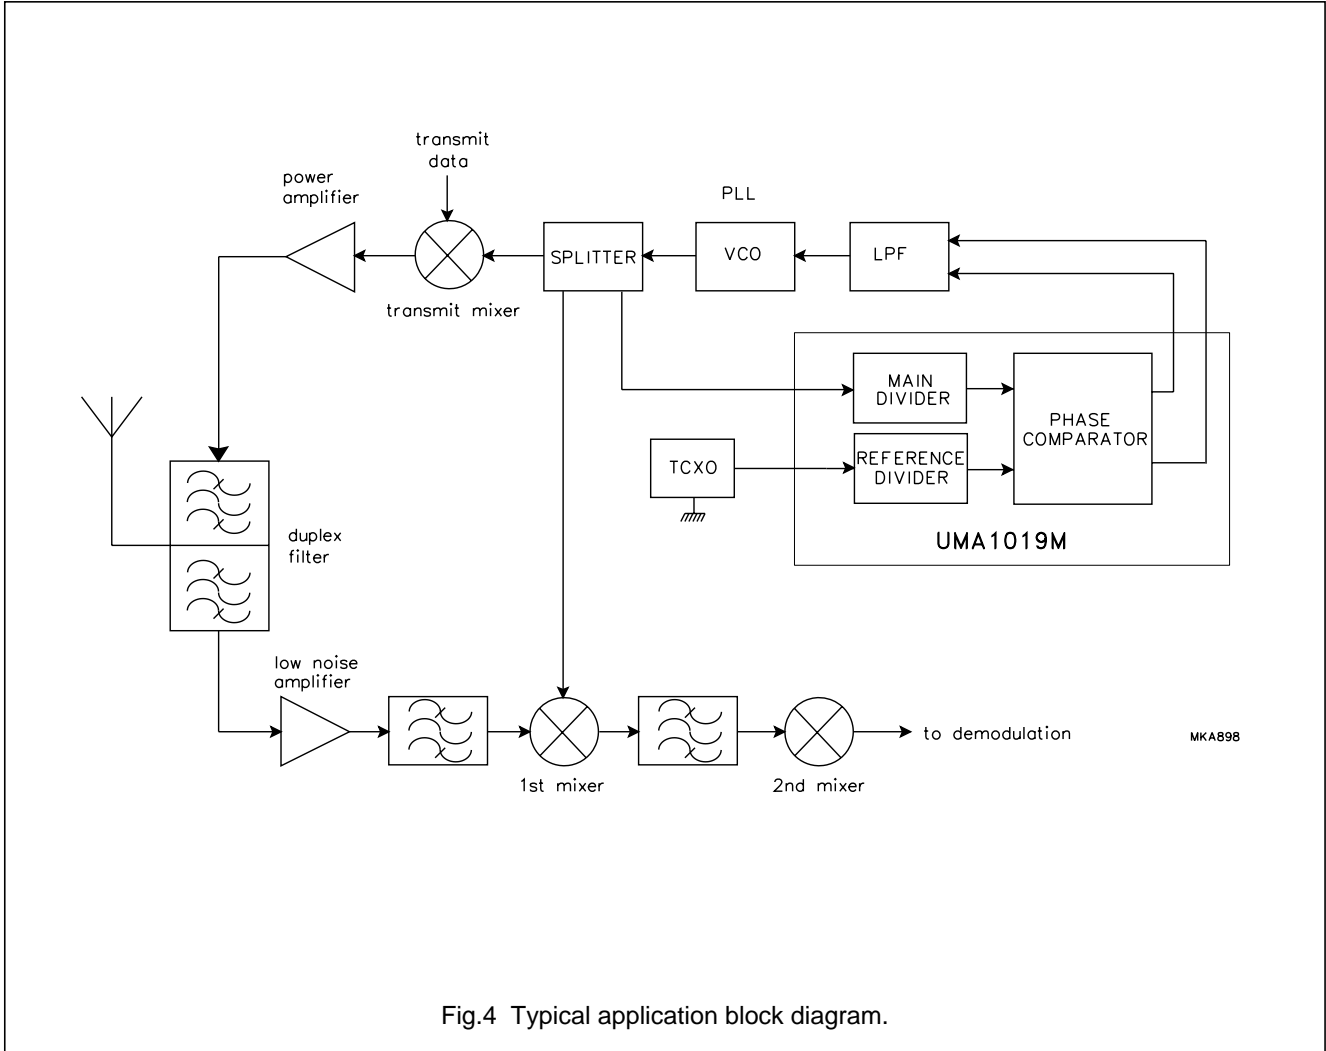 transmit
data
power
amplifier
PLL
SPLITTER
VCO
LPF
transmit mixer
MAIN
DIVIDER
PHASE
COMPARATOR
TCXO
REFERENCE
DIVIDER
UMA1019M
duplex
filter
low noise
amplifier
to demodulation
MKA898
1st mixer
2nd mixer
Fig.4 Typical application block diagram.